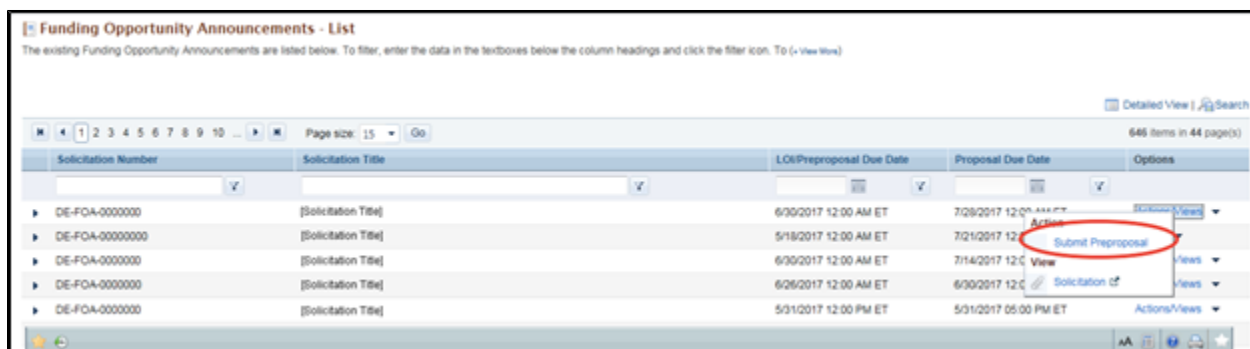 Funding Opportunity Announcements - List
The existing Funding Opportunity Announcements are listed below. To filter, enter the data in the textboxes below the column headings and click the filter icon. To (+ View More)
Detailed View | Search
1 2 3 4 5 6 7 8 9 10 ... Page size: 15 Go 646 items in 44 page(s)
Solicitation Number Solicitation Title LOI/Preproposal Due Date Proposal Due Date Options
DE-FOA-0000000 [Solicitation Title] 6/30/2017 12:00 AM ET 7/28/2017 12:00 AM ET Actions/Views
Action
DE-FOA-00000000 [Solicitation Title] 5/18/2017 12:00 AM ET 7/21/2017 12:
Submit Preproposal
DE-FOA-0000000 [Solicitation Title] 6/30/2017 12:00 AM ET 7/14/2017 12:0 View Views
DE-FOA-0000000 [Solicitation Title] 6/26/2017 12:00 AM ET 6/30/2017 12:0 Solicitation Views
DE-FOA-0000000 [Solicitation Title] 5/31/2017 12:00 PM ET 5/31/2017 05:00 PM ET Actions/Views
AA